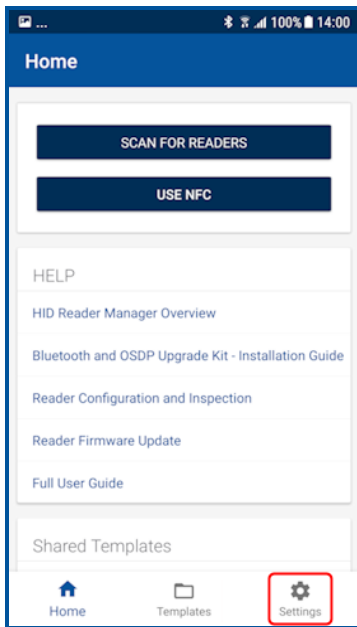 ... 100% 14:00
Home
SCAN FOR READERS
USE NFC
HELP
HID Reader Manager Overview
Bluetooth and OSDP Upgrade Kit - Installation Guide
Reader Configuration and Inspection
Reader Firmware Update
Full User Guide
Shared Templates
Home Templates Settings